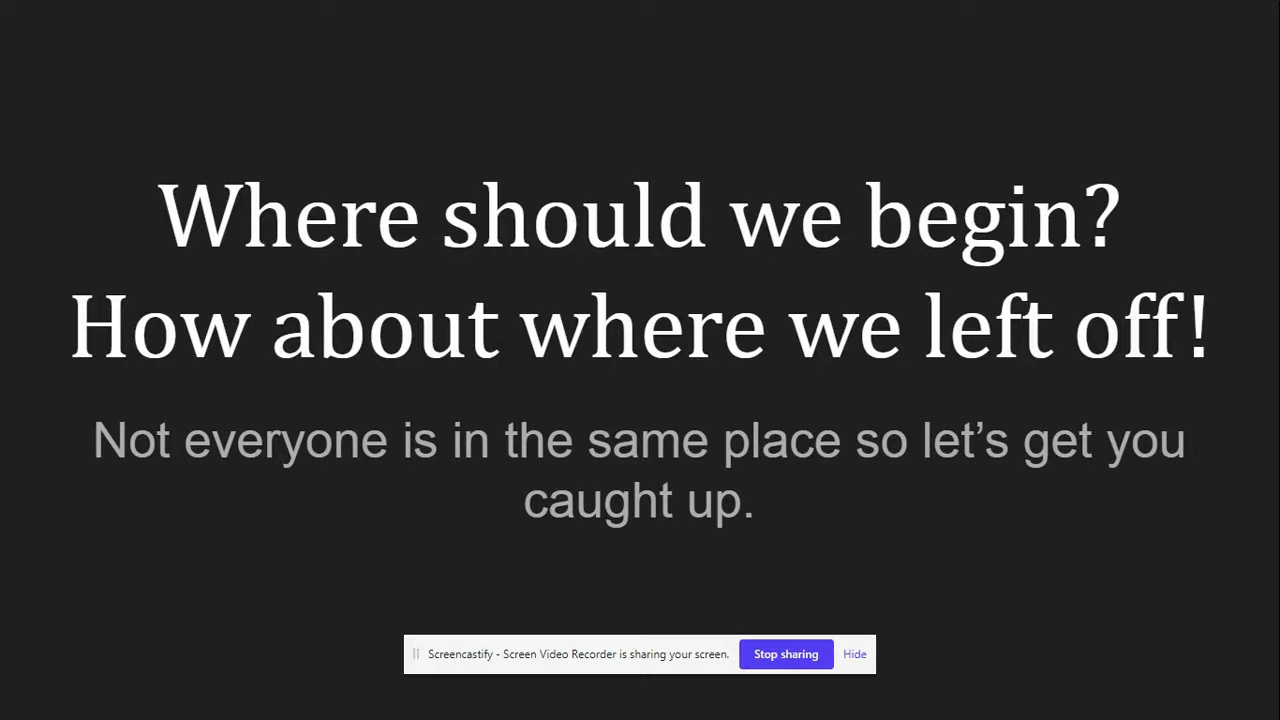 Where should we begin?
How about where we left off!
Not everyone is in the same place so let’s get you
caught up.
Screencastify - Screen Video Recorder is sharing your screen. Stop sharing Hide